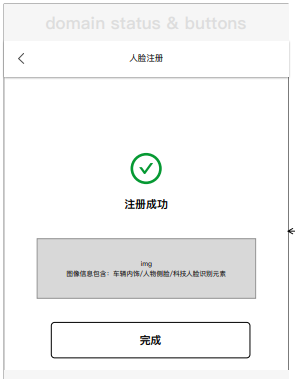 domain status & buttons
人脸注册
注册成功
img
图像信息包含：车辆内饰/人物侧脸/科技人脸识别元素
完成